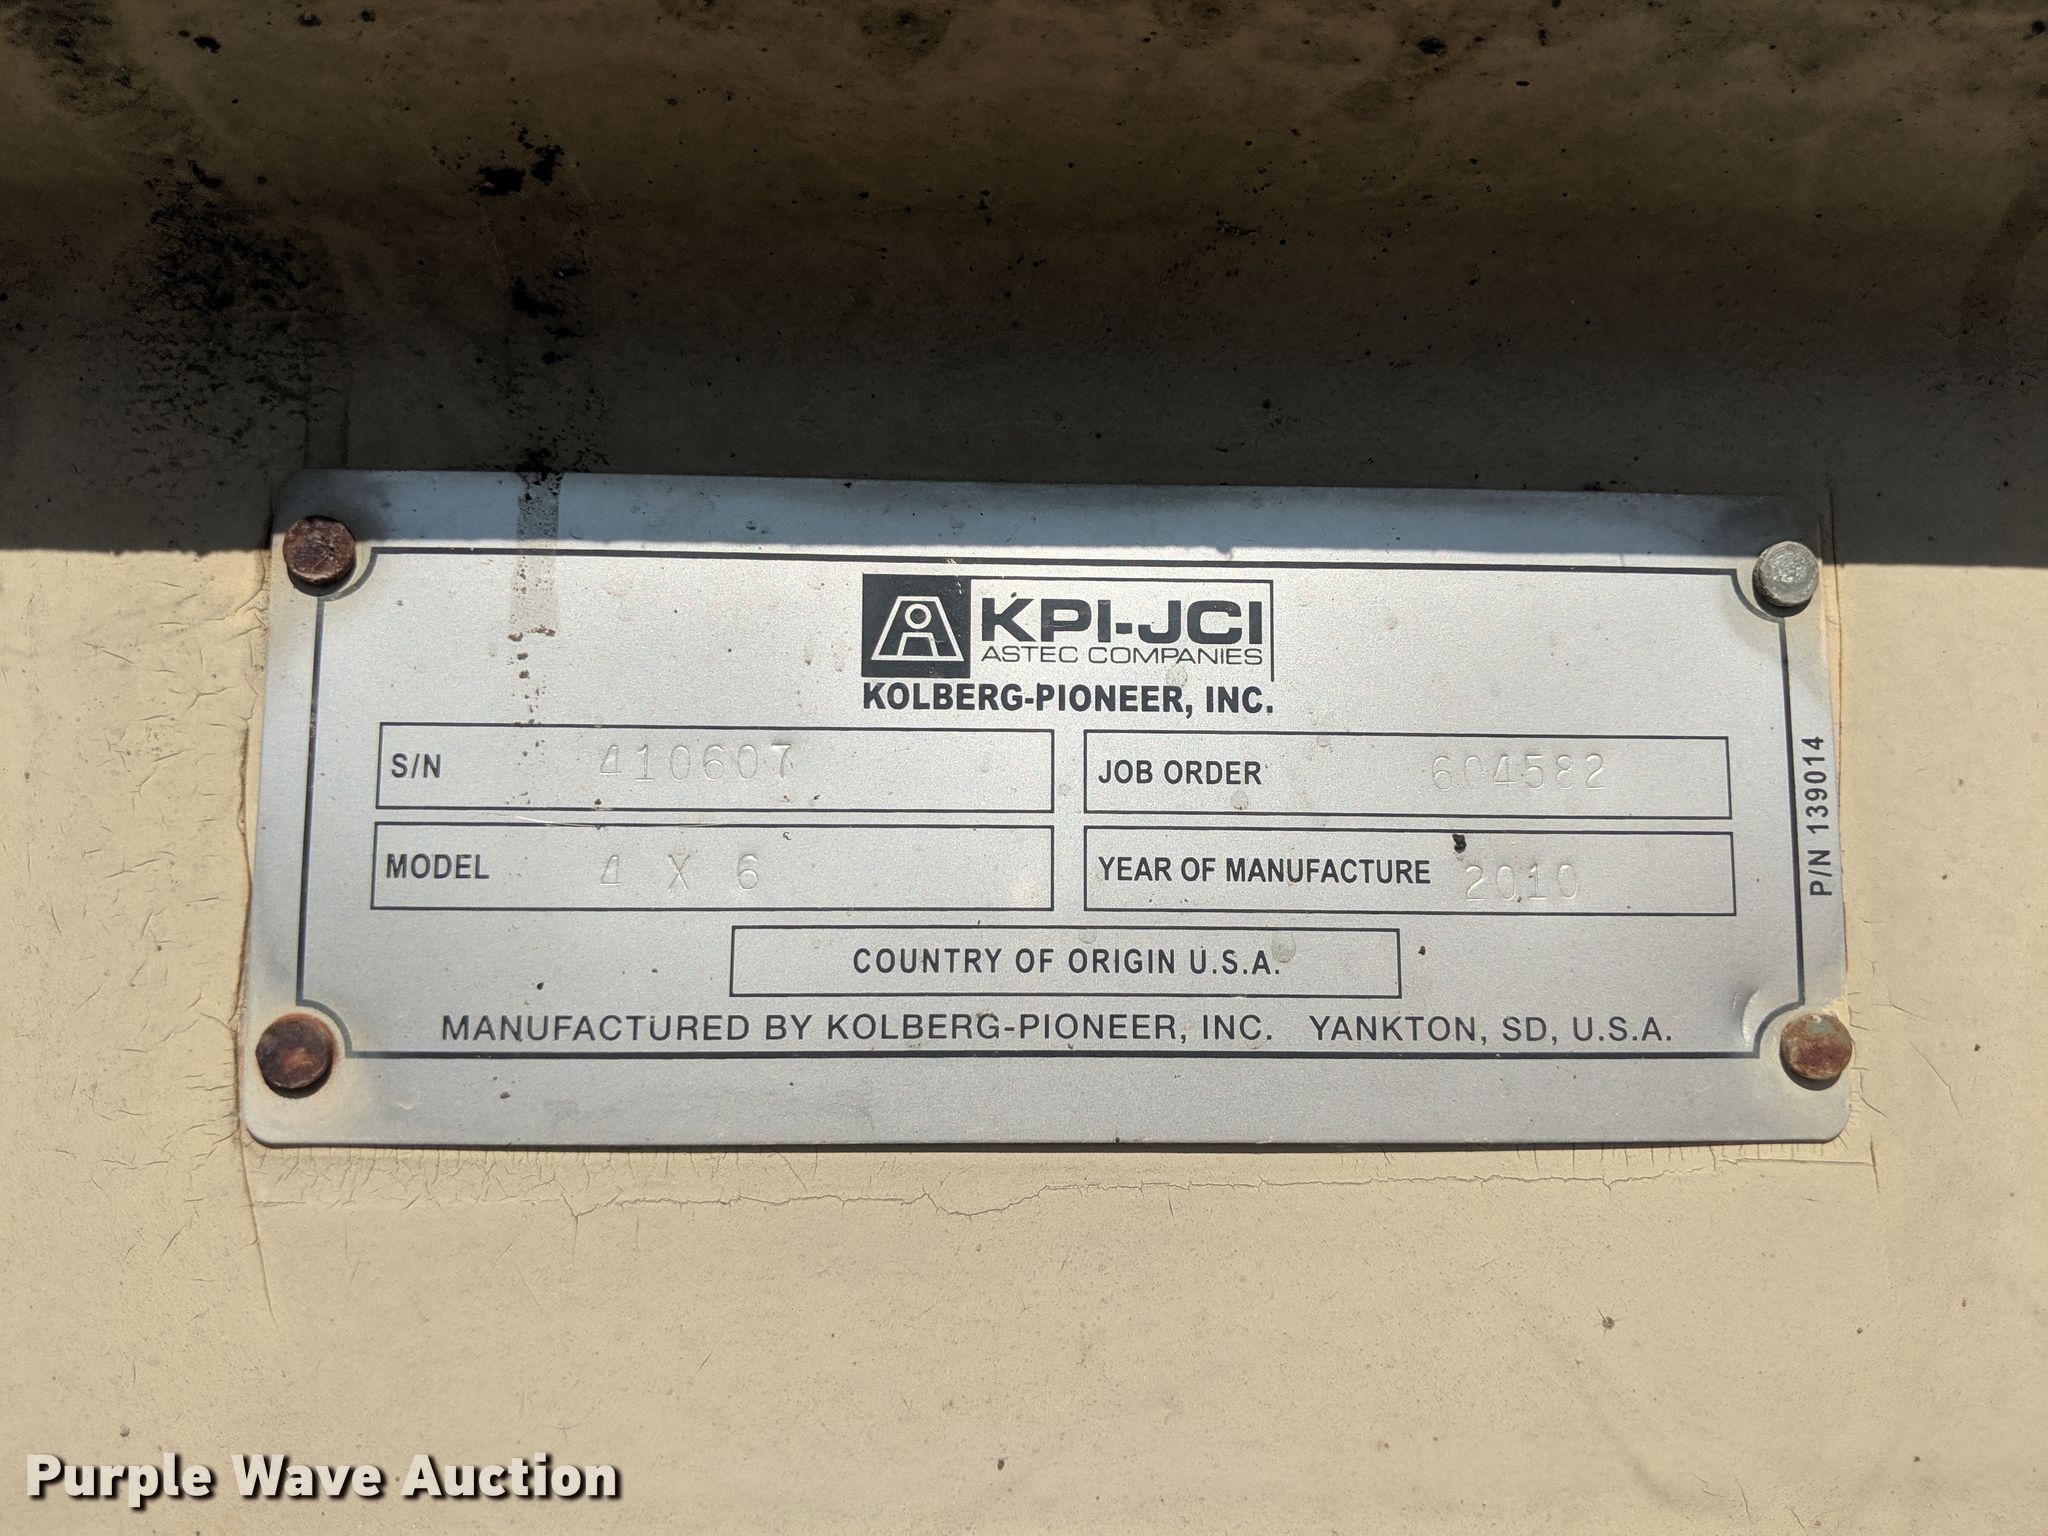 KPI-JCI
ASTEC COMPANIES
KOLBERG-PIONEER, INC.
S/N 410607
JOB ORDER 604582
MODEL 4 X 6
YEAR OF MANUFACTURE 2010
COUNTRY OF ORIGIN U.S.A.
MANUFACTURED BY KOLBERG-PIONEER, INC. YANKTON, SD, U.S.A.
P/N 139014
Purple Wave Auction